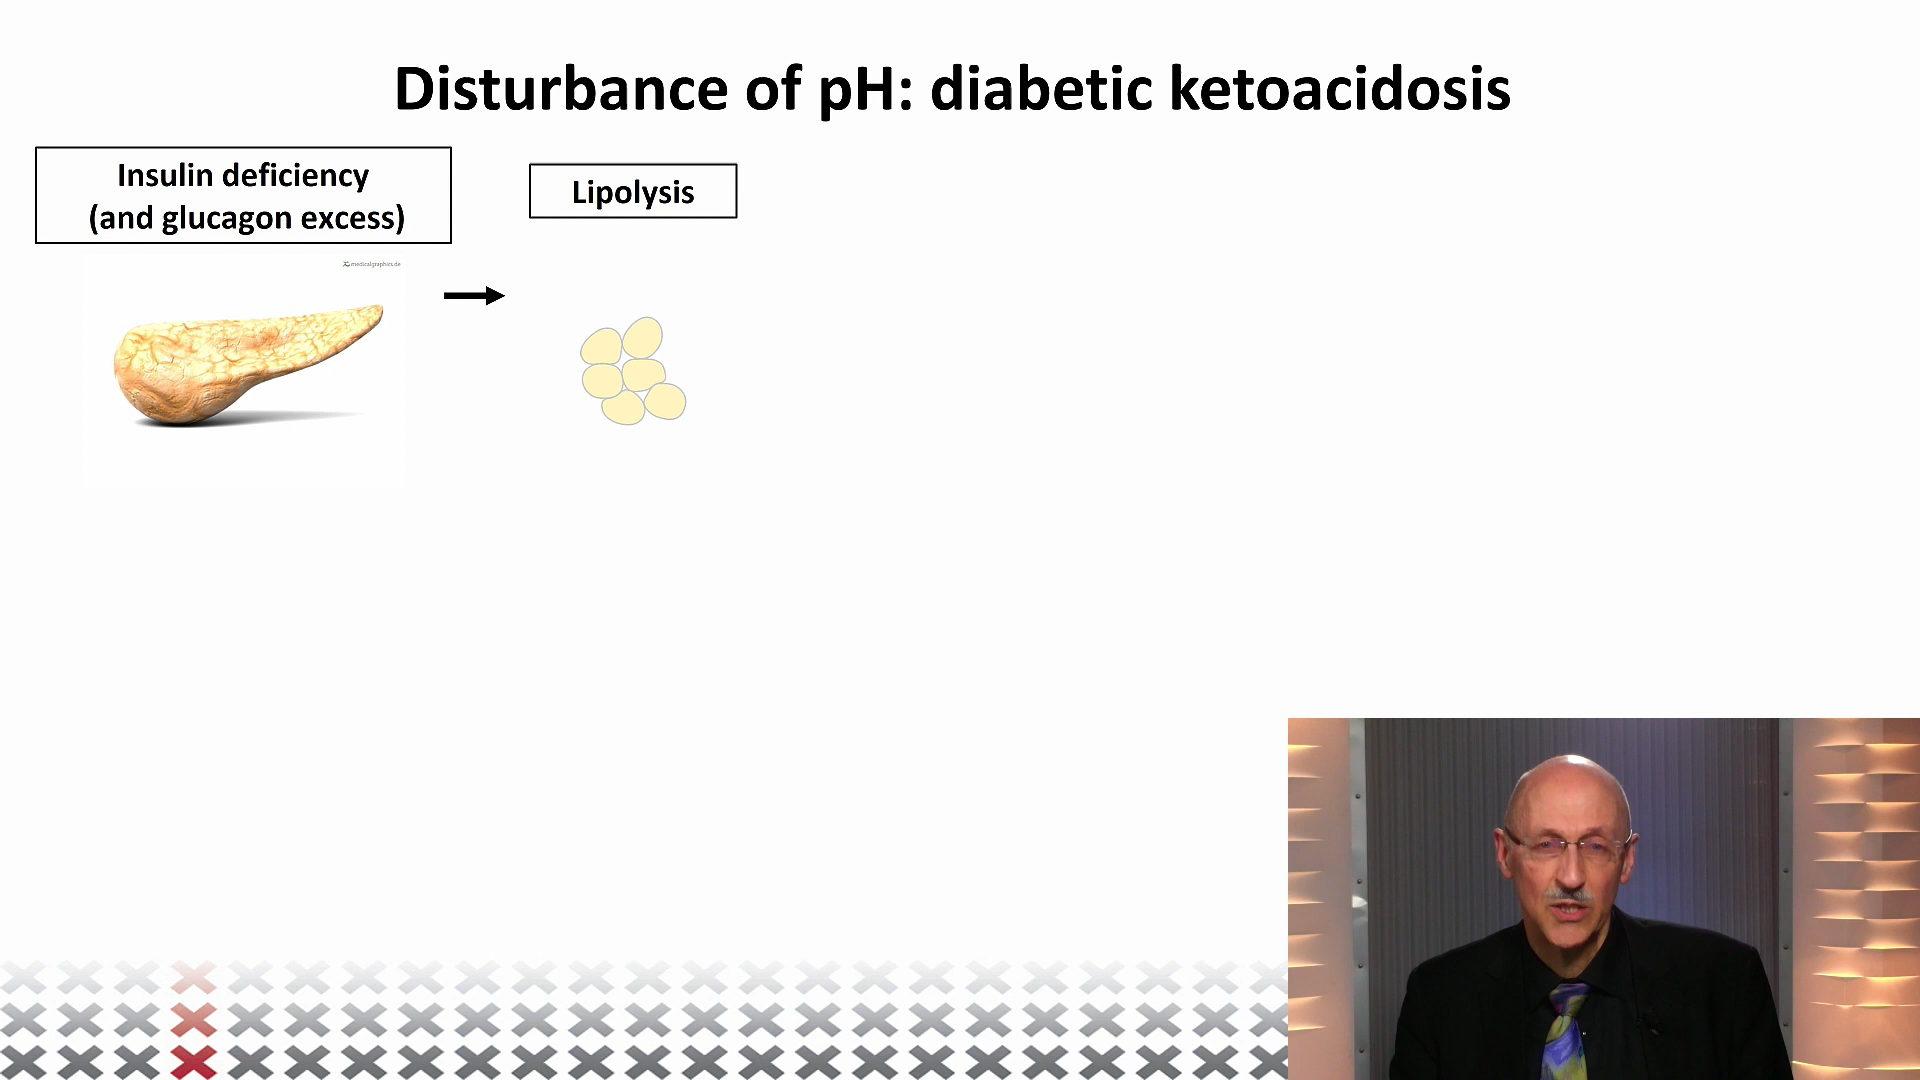 Disturbance of pH: diabetic ketoacidosis
Insulin deficiency
(and glucagon excess)
Lipolysis
medicalgraphics.de